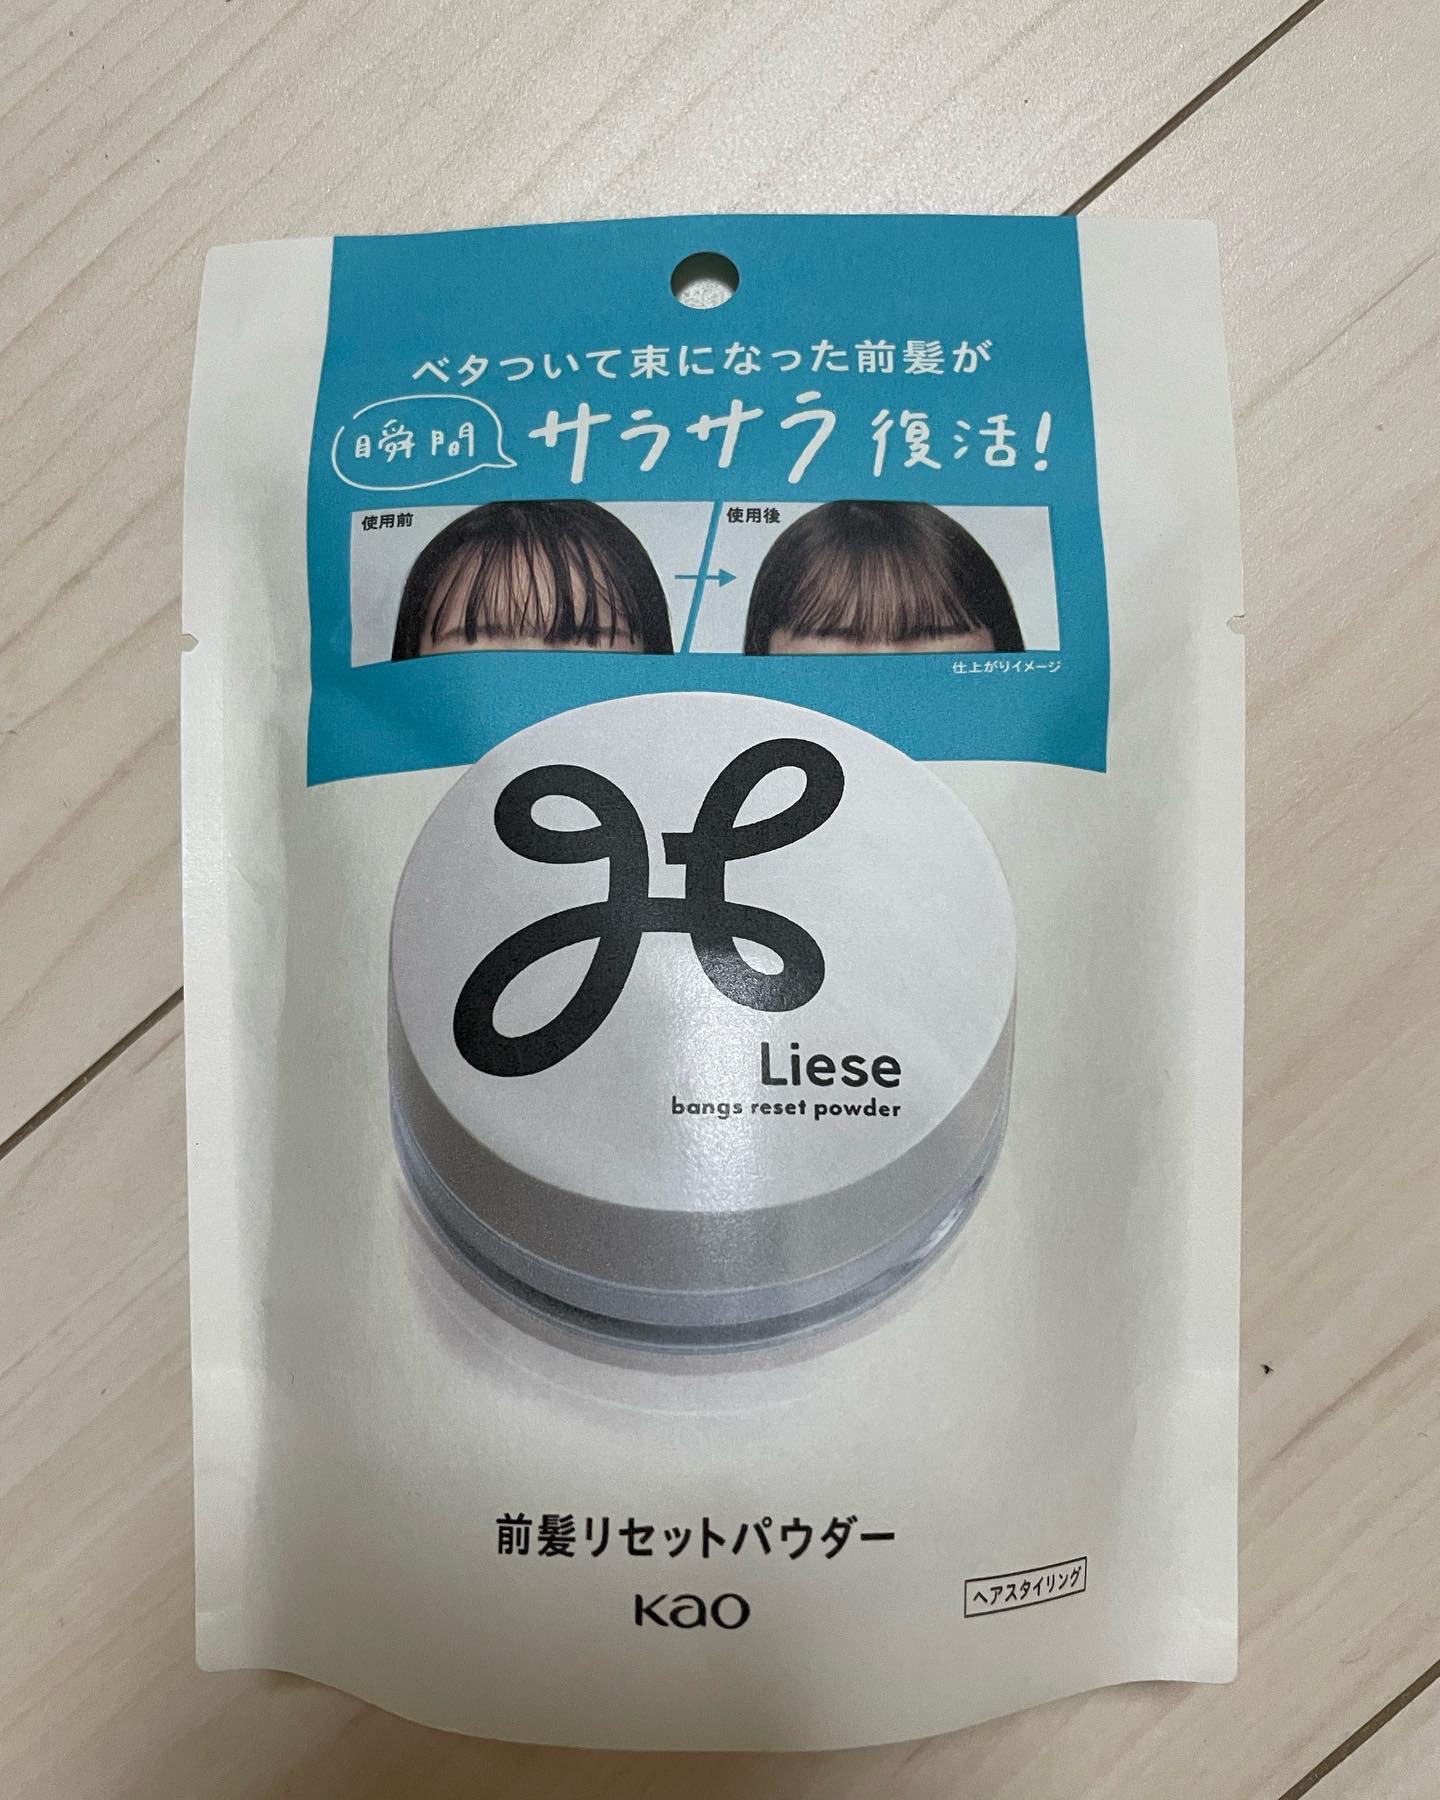 ベタついて束になった前髪が
瞬間 サラサラ復活!
使用前
使用後
仕上がりイメージ
Liese
bangs reset powder
前髪リセットパウダー
Kao
ヘアスタイリング